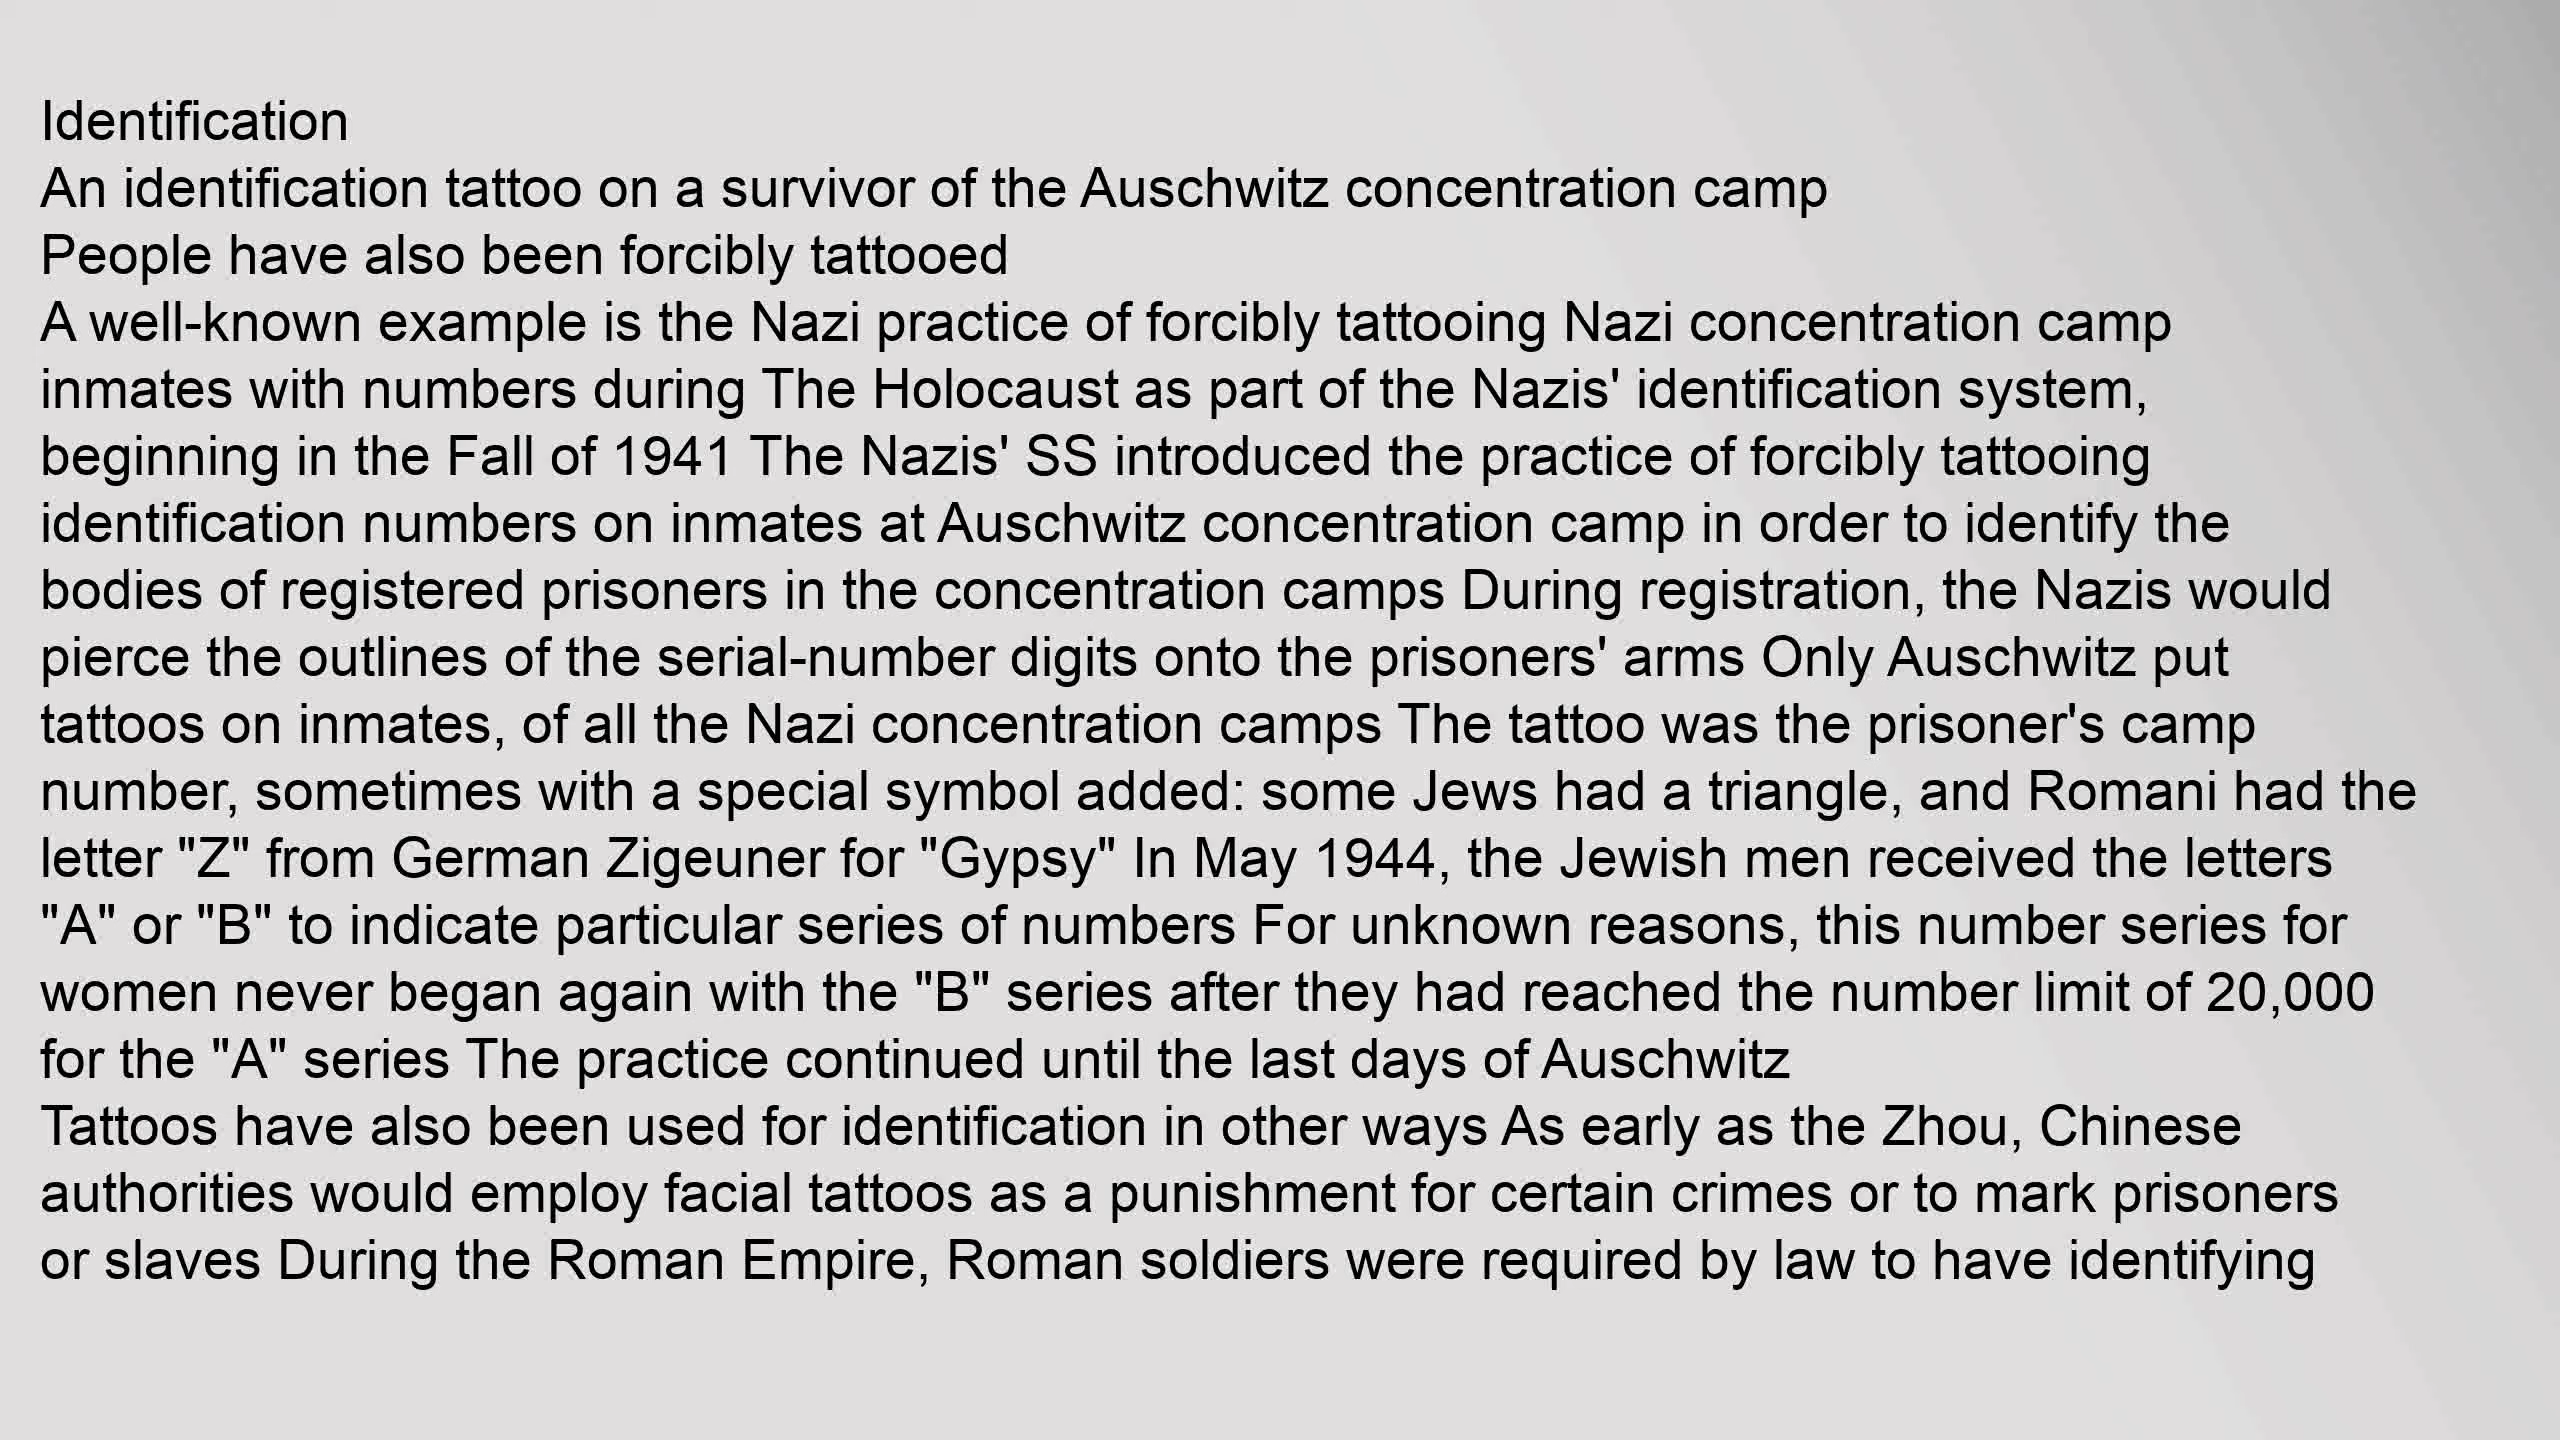 Identification
An identification tattoo on a survivor of the Auschwitz concentration camp
People have also been forcibly tattooed
A well-known example is the Nazi practice of forcibly tattooing Nazi concentration camp
inmates with numbers during The Holocaust as part of the Nazis' identification system,
beginning in the Fall of 1941 The Nazis' SS introduced the practice of forcibly tattooing
identification numbers on inmates at Auschwitz concentration camp in order to identify the
bodies of registered prisoners in the concentration camps During registration, the Nazis would
pierce the outlines of the serial-number digits onto the prisoners' arms Only Auschwitz put
tattoos on inmates, of all the Nazi concentration camps The tattoo was the prisoner's camp
number, sometimes with a special symbol added: some Jews had a triangle, and Romani had the
letter "Z" from German Zigeuner for "Gypsy" In May 1944, the Jewish men received the letters
"A" or "B" to indicate particular series of numbers For unknown reasons, this number series for
women never began again with the "B" series after they had reached the number limit of 20,000
for the "A" series The practice continued until the last days of Auschwitz
Tattoos have also been used for identification in other ways As early as the Zhou, Chinese
authorities would employ facial tattoos as a punishment for certain crimes or to mark prisoners
or slaves During the Roman Empire, Roman soldiers were required by law to have identifying